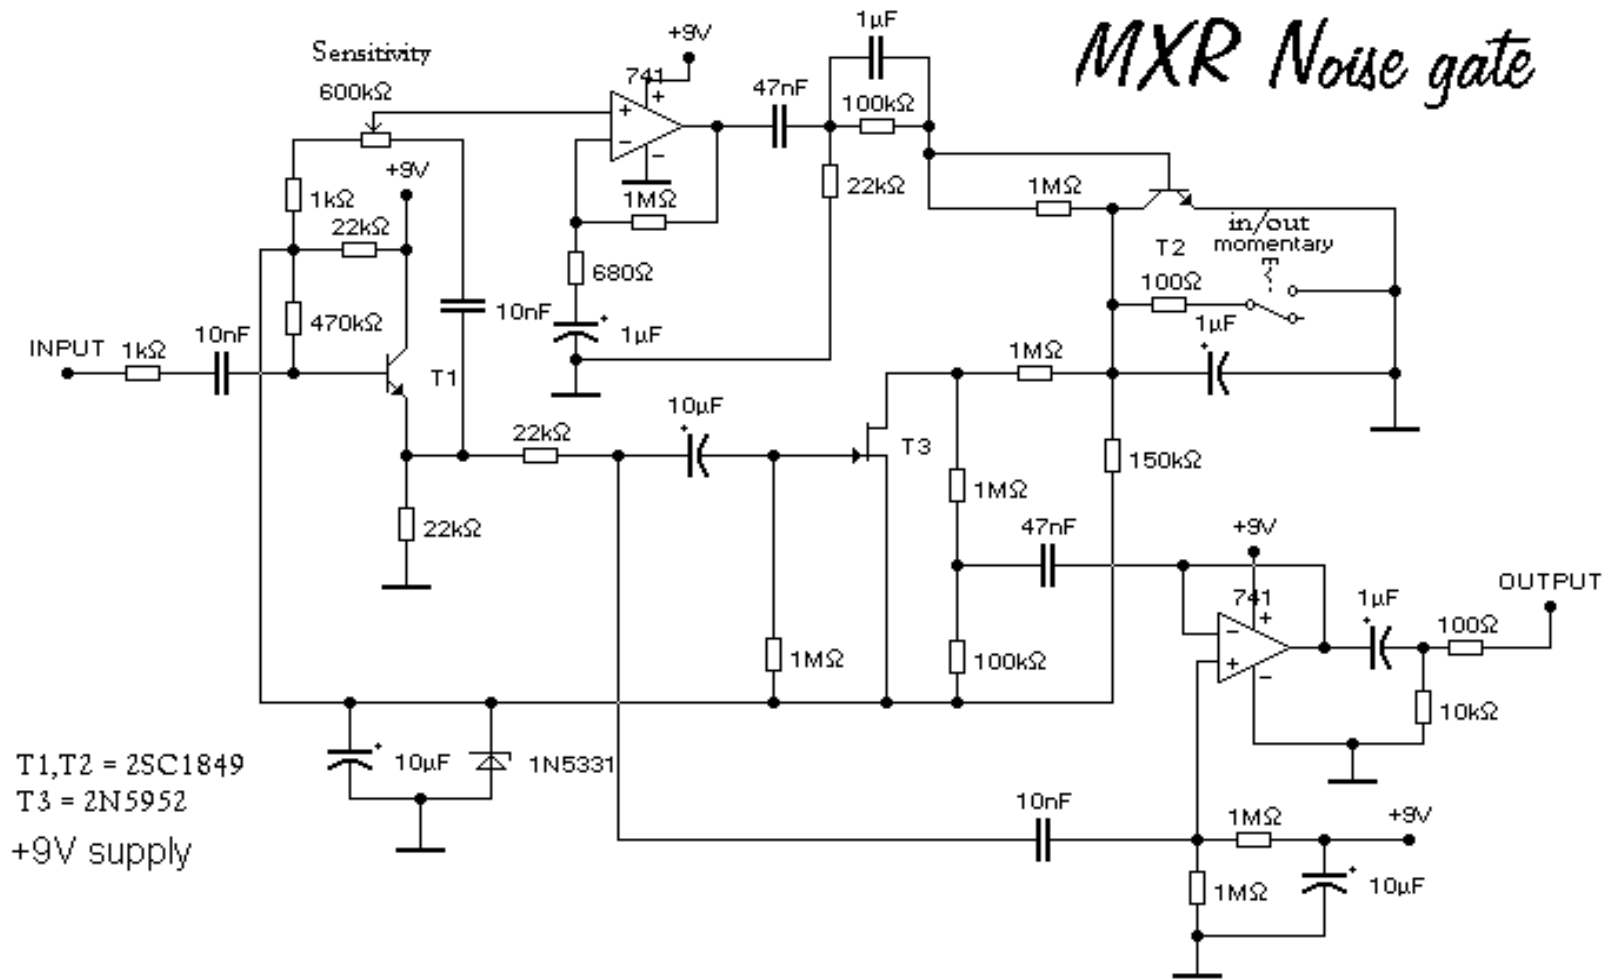 MXR Noise gate
1µF
+9V
Sensitivity
741
+
600kΩ
47nF
100kΩ
+
−
−
+9V
1kΩ
1MΩ
22kΩ
1MΩ
22kΩ
in/out
momentary
T2
680Ω
100Ω
10nF
470kΩ
10nF
+
1µF
1µF
+
INPUT
1kΩ
T1
1MΩ
10µF
+
22kΩ
T3
150kΩ
1MΩ
22kΩ
47nF
+9V
OUTPUT
741
+
1µF
+
100Ω
−
+
−
1MΩ
100kΩ
10kΩ
+
10µF
1N5331
T1,T2 = 2SC1849
T3 = 2N5952
+9V supply
10nF
1MΩ
+9V
+
1MΩ
10µF